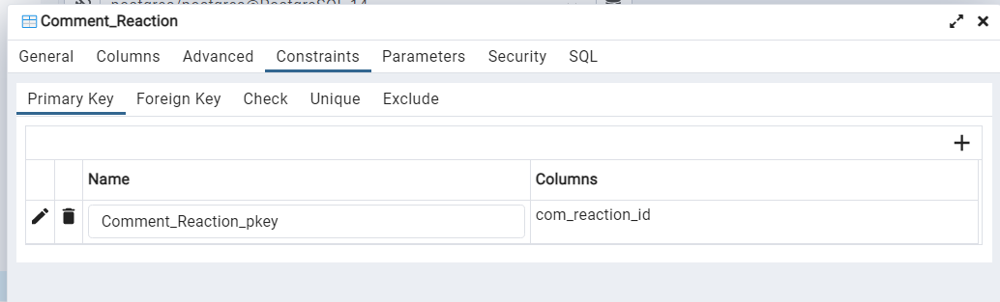 Comment_Reaction
General Columns Advanced Constraints Parameters Security SQL
Primary Key Foreign Key Check Unique Exclude
Name Columns
Comment_Reaction_pkey com_reaction_id